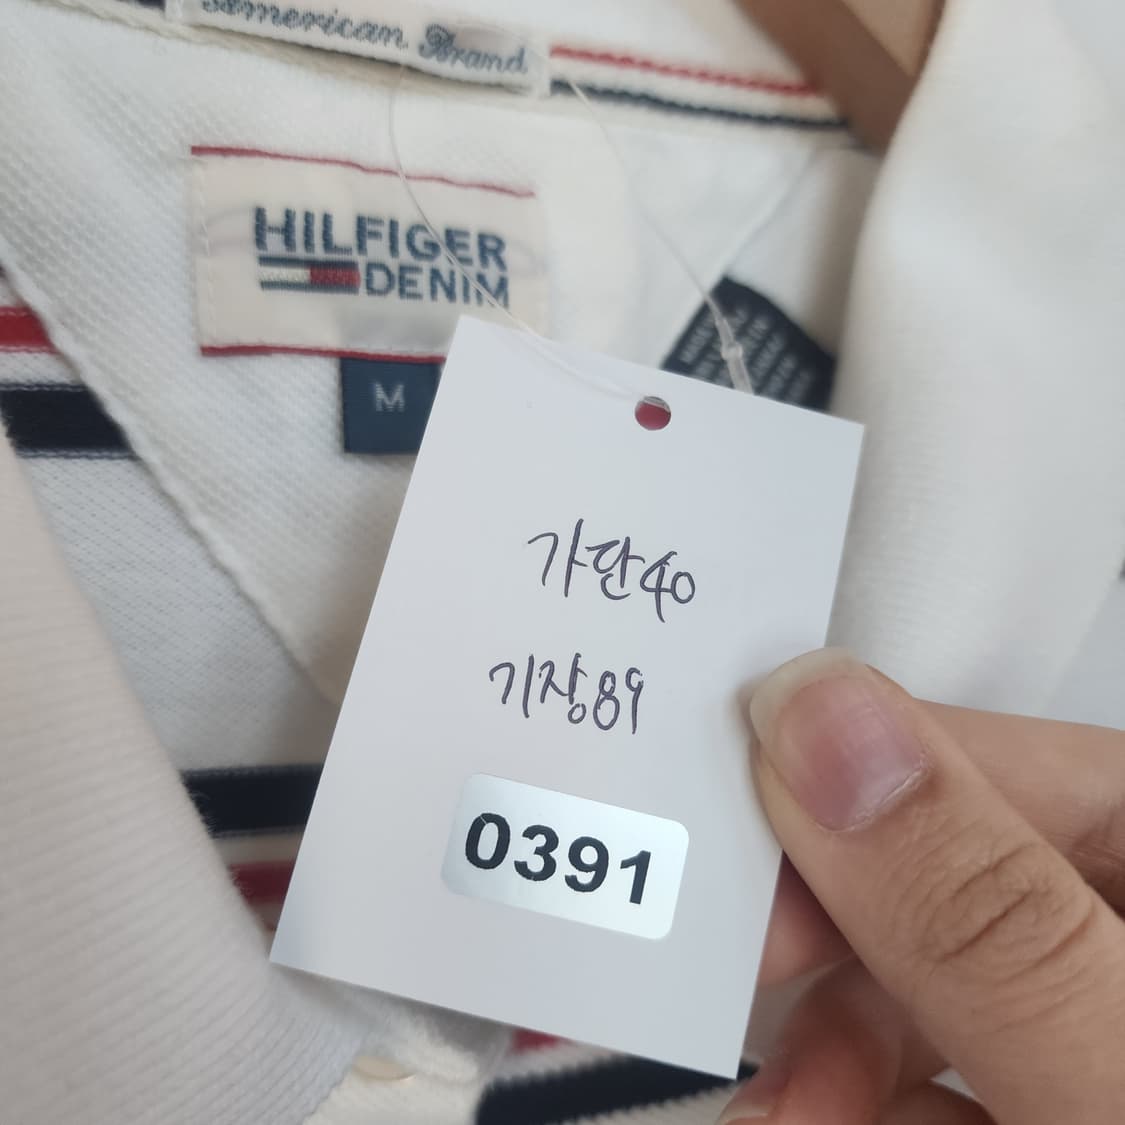 American Brand
HILFIGER
DENIM
M
가단40
기장89
0391